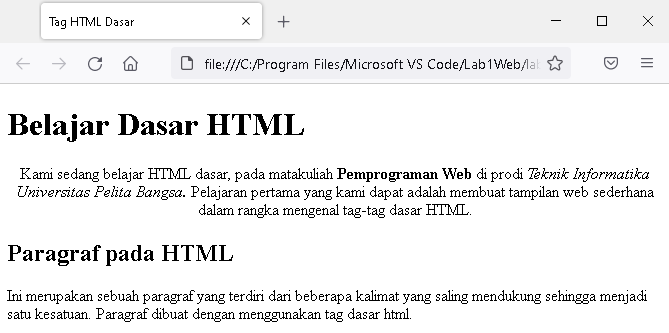 Tag HTML Dasar
file:///C:/Program Files/Microsoft VS Code/Lab1Web/lab
Belajar Dasar HTML
Kami sedang belajar HTML dasar, pada matakuliah Pemprograman Web di prodi Teknik Informatika
Universitas Pelita Bangsa. Pelajaran pertama yang kami dapat adalah membuat tampilan web sederhana
dalam rangka mengenal tag-tag dasar HTML.
Paragraf pada HTML
Ini merupakan sebuah paragraf yang terdiri dari beberapa kalimat yang saling mendukung sehingga menjadi
satu kesatuan. Paragraf dibuat dengan menggunakan tag dasar html.